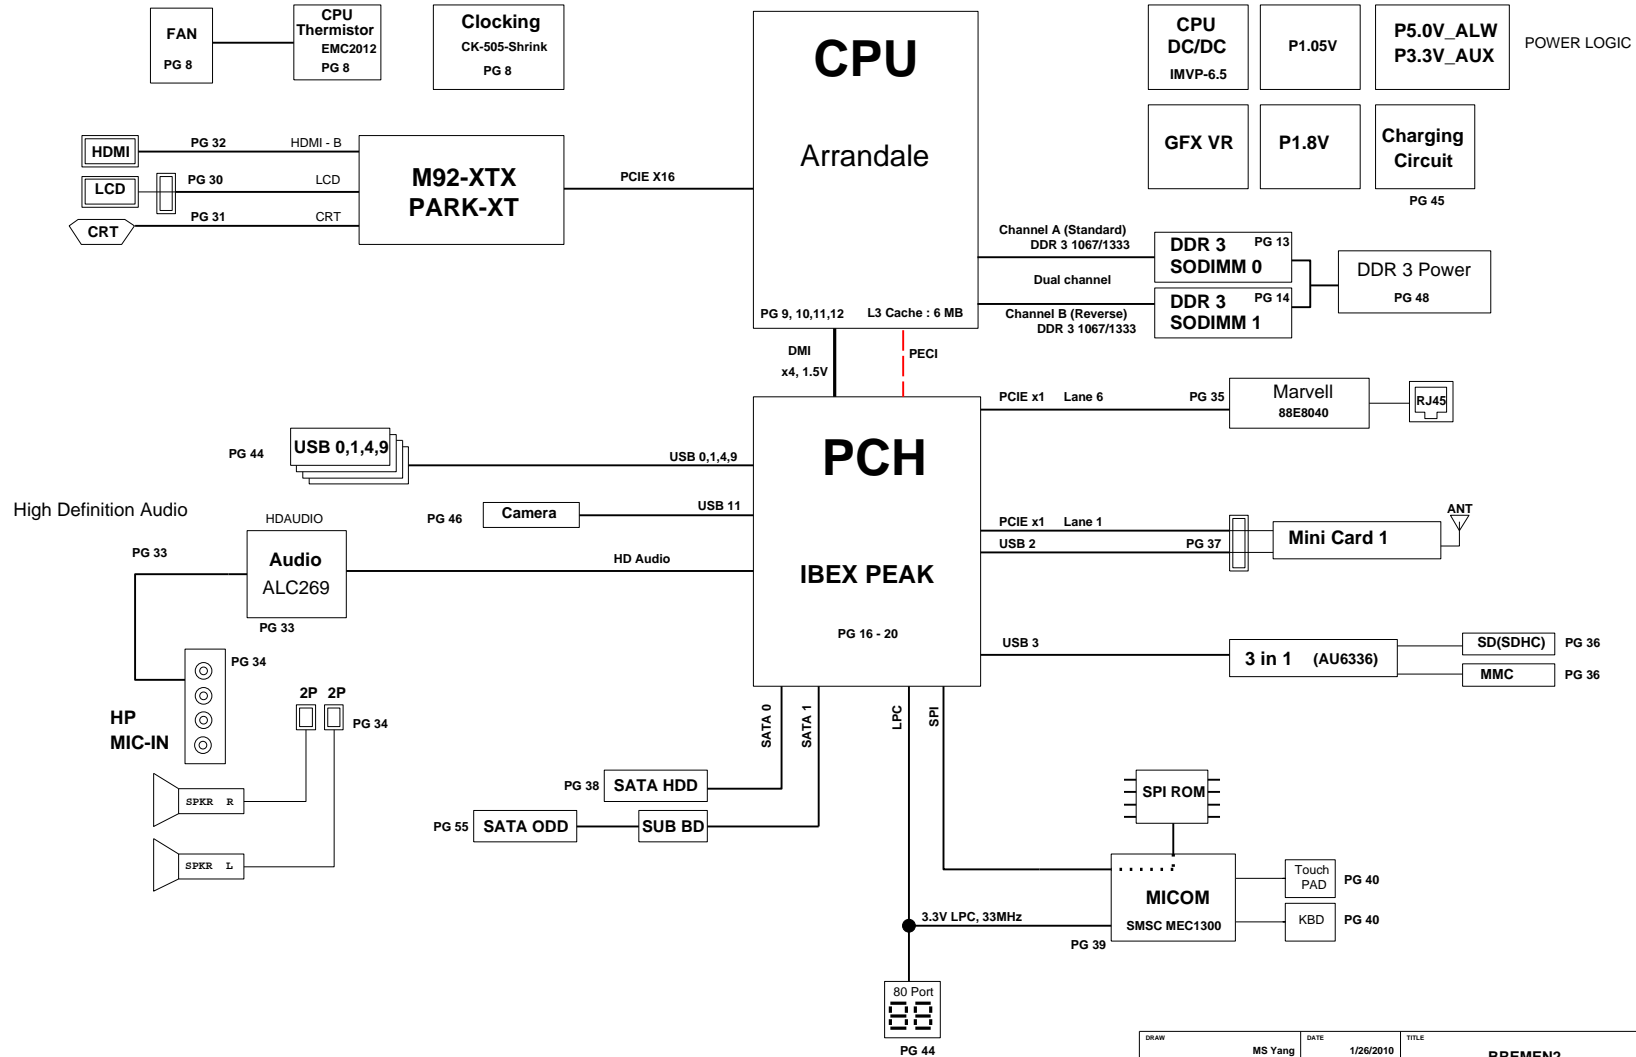 FAN
PG 8
CPU
Thermistor
EMC2012
PG 8
Clocking
CK-505-Shrink
PG 8
CPU
Arrandale
PG 9, 10,11,12
L3 Cache : 6 MB
CPU
DC/DC
IMVP-6.5
P1.05V
P5.0V_ALW
P3.3V_AUX
POWER LOGIC
GFX VR
P1.8V
Charging
Circuit
PG 45
HDMI
PG 32
HDMI - B
LCD
PG 30
LCD
CRT
PG 31
CRT
M92-XTX
PARK-XT
PCIE X16
Channel A (Standard)
DDR 3 1067/1333
Dual channel
Channel B (Reverse)
DDR 3 1067/1333
DDR 3
PG 13
SODIMM 0
DDR 3
PG 14
SODIMM 1
DDR 3 Power
PG 48
DMI
x4, 1.5V
PECI
PCH
IBEX PEAK
PG 16 - 20
PCIE x1
Lane 6
PG 35
Marvell
88E8040
RJ45
PG 44
USB 0,1,4,9
USB 0,1,4,9
PG 46
Camera
USB 11
PCIE x1
Lane 1
USB 2
PG 37
Mini Card 1
ANT
High Definition Audio
HDAUDIO
PG 33
Audio
ALC269
PG 33
HD Audio
USB 3
3 in 1
(AU6336)
SD(SDHC)
PG 36
MMC
PG 36
PG 34
HP
MIC-IN
2P
2P
PG 34
SPKR R
SPKR L
SATA 0
SATA 1
LPC
SPI
PG 38
SATA HDD
PG 55
SATA ODD
SUB BD
SPI ROM
MICOM
SMSC MEC1300
PG 39
Touch
PAD
PG 40
KBD
PG 40
3.3V LPC, 33MHz
80 Port
88
PG 44
DRAW
MS Yang
DATE
1/26/2010
TITLE